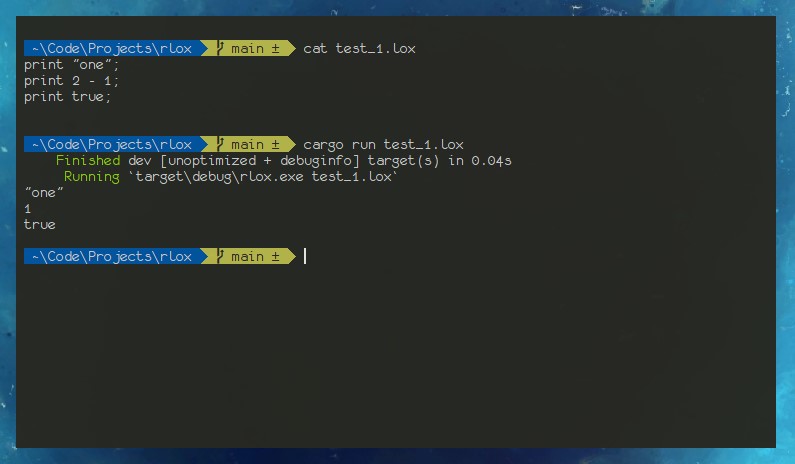 ~\Code\Projects\rlox main ± cat test_1.lox
print "one";
print 2 - 1;
print true;
~\Code\Projects\rlox main ± cargo run test_1.lox
Finished dev [unoptimized + debuginfo] target(s) in 0.04s
Running `target\debug\rlox.exe test_1.lox`
"one"
1
true
~\Code\Projects\rlox main ±